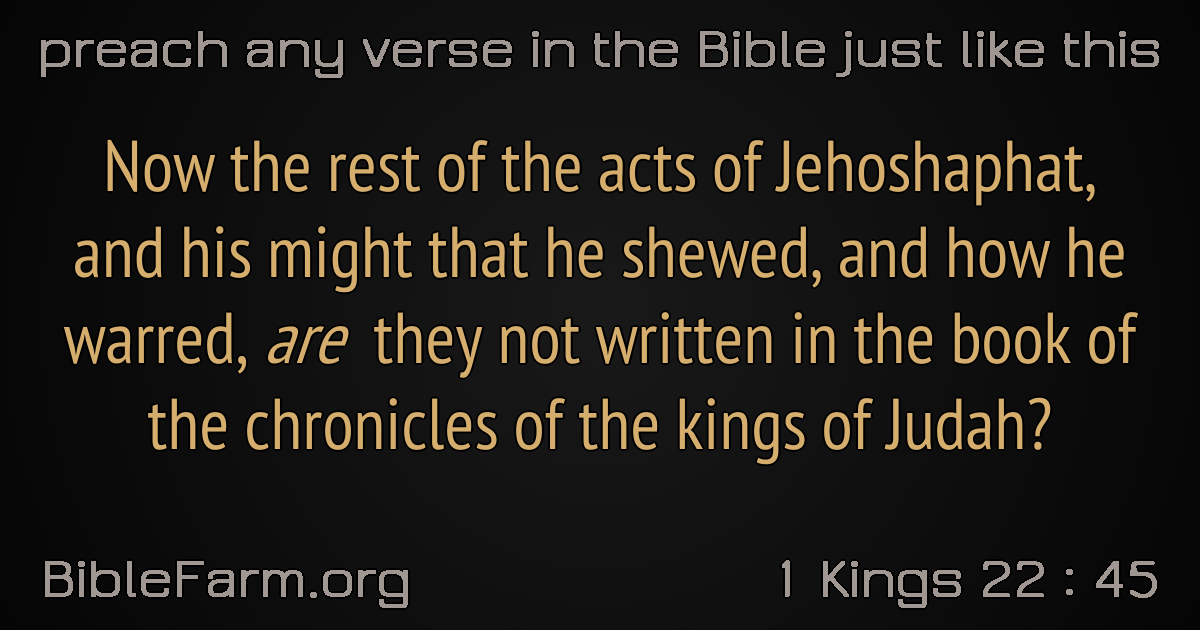 preach any verse in the Bible just like this
Now the rest of the acts of Jehoshaphat,
and his might that he shewed, and how he
warred, are they not written in the book of
the chronicles of the kings of Judah?
BibleFarm.org
1 Kings 22 : 45